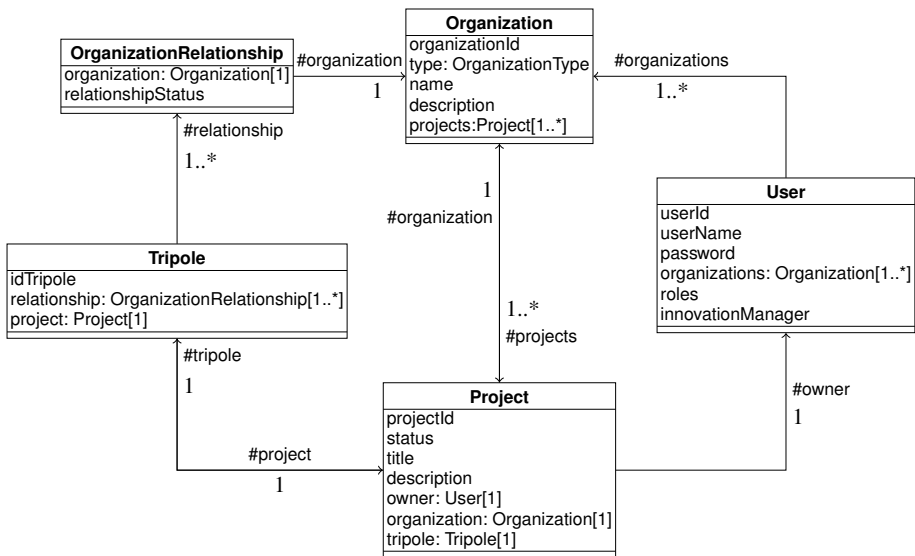 Organization
organizationId
type: OrganizationType
name
description
projects:Project[1..*]
OrganizationRelationship
organization: Organization[1]
relationshipStatus
#organization
1
#organizations
1..*
#relationship
1..*
1
#organization
User
userId
userName
password
organizations: Organization[1..*]
roles
innovationManager
Tripole
idTripole
relationship: OrganizationRelationship[1..*]
project: Project[1]
1..*
#projects
#tripole
1
#owner
1
Project
projectId
status
title
description
owner: User[1]
organization: Organization[1]
tripole: Tripole[1]
#project
1